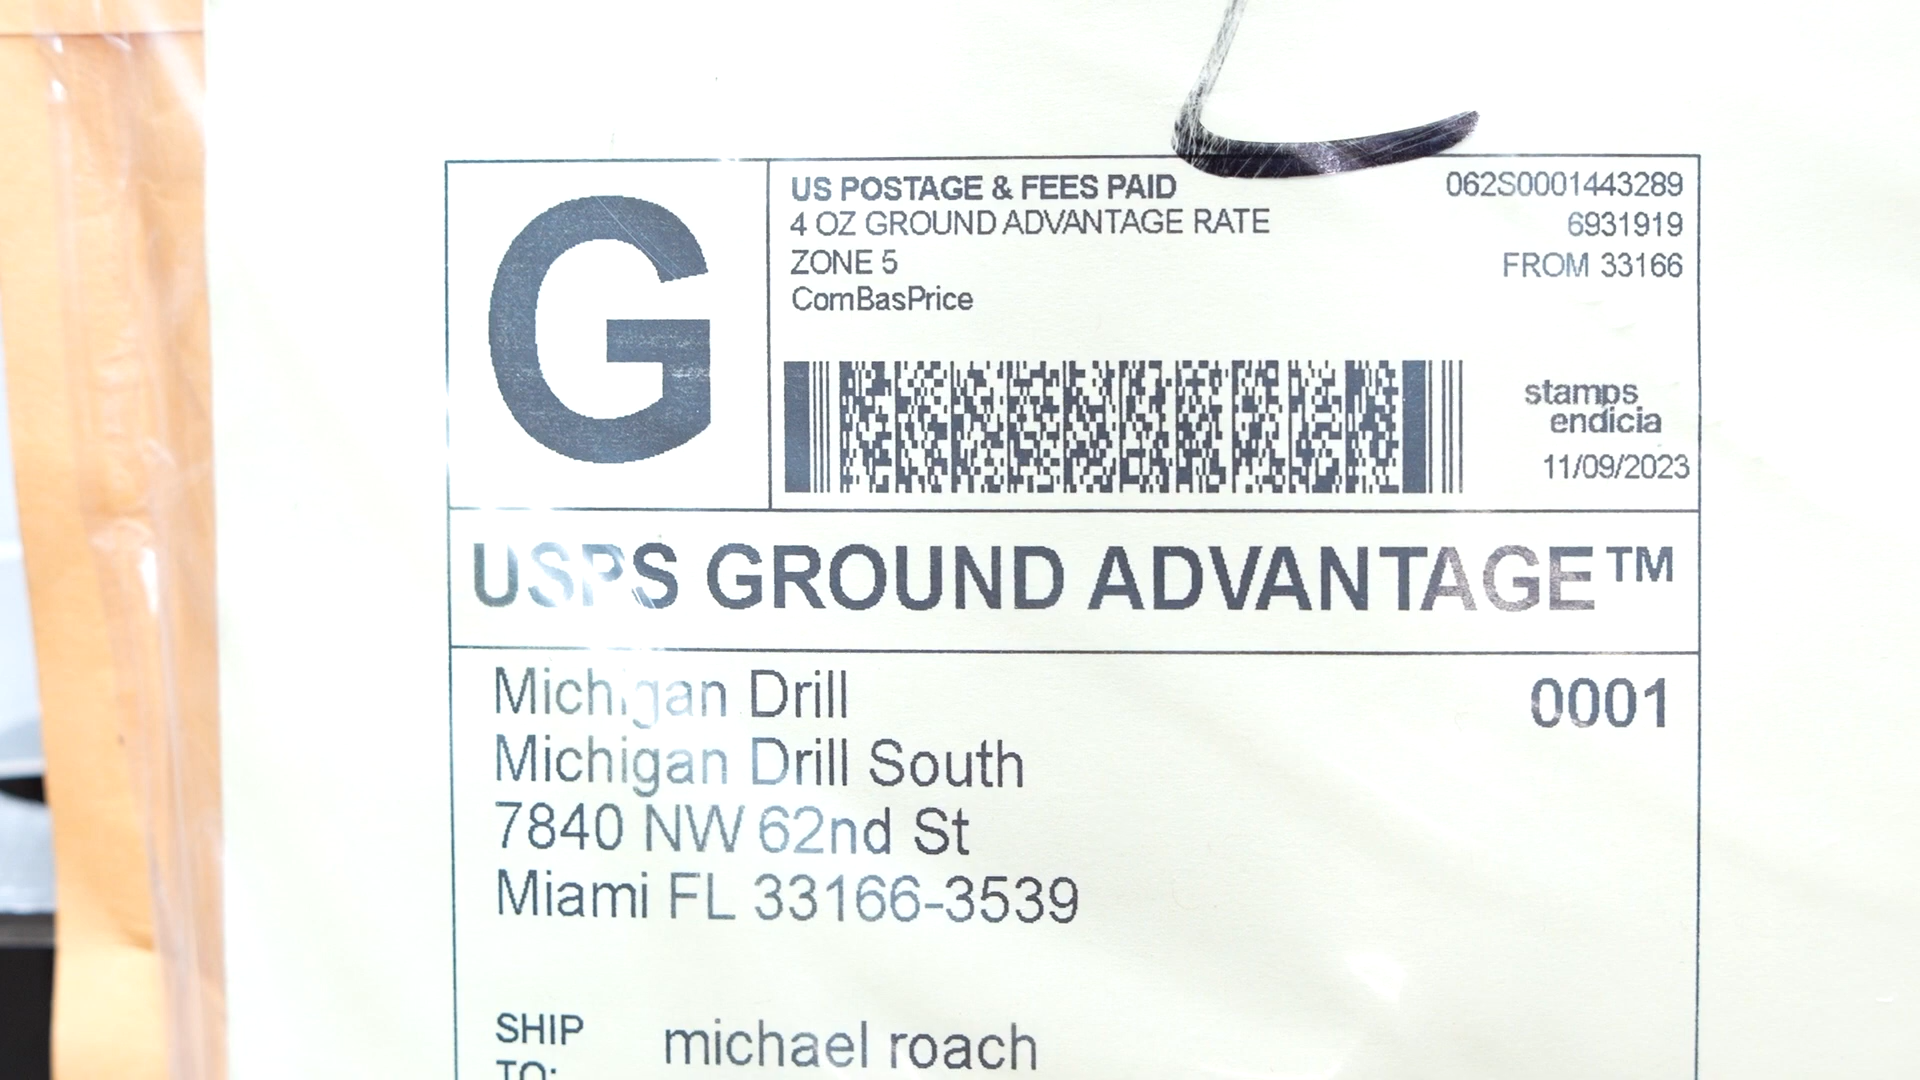 G
US POSTAGE & FEES PAID
4 OZ GROUND ADVANTAGE RATE
ZONE 5
ComBasPrice
062S0001443289
6931919
FROM 33166
stamps
endicia
11/09/2023
USPS GROUND ADVANTAGE™
Michigan Drill
0001
Michigan Drill South
7840 NW 62nd St
Miami FL 33166-3539
SHIP
TO:
michael roach